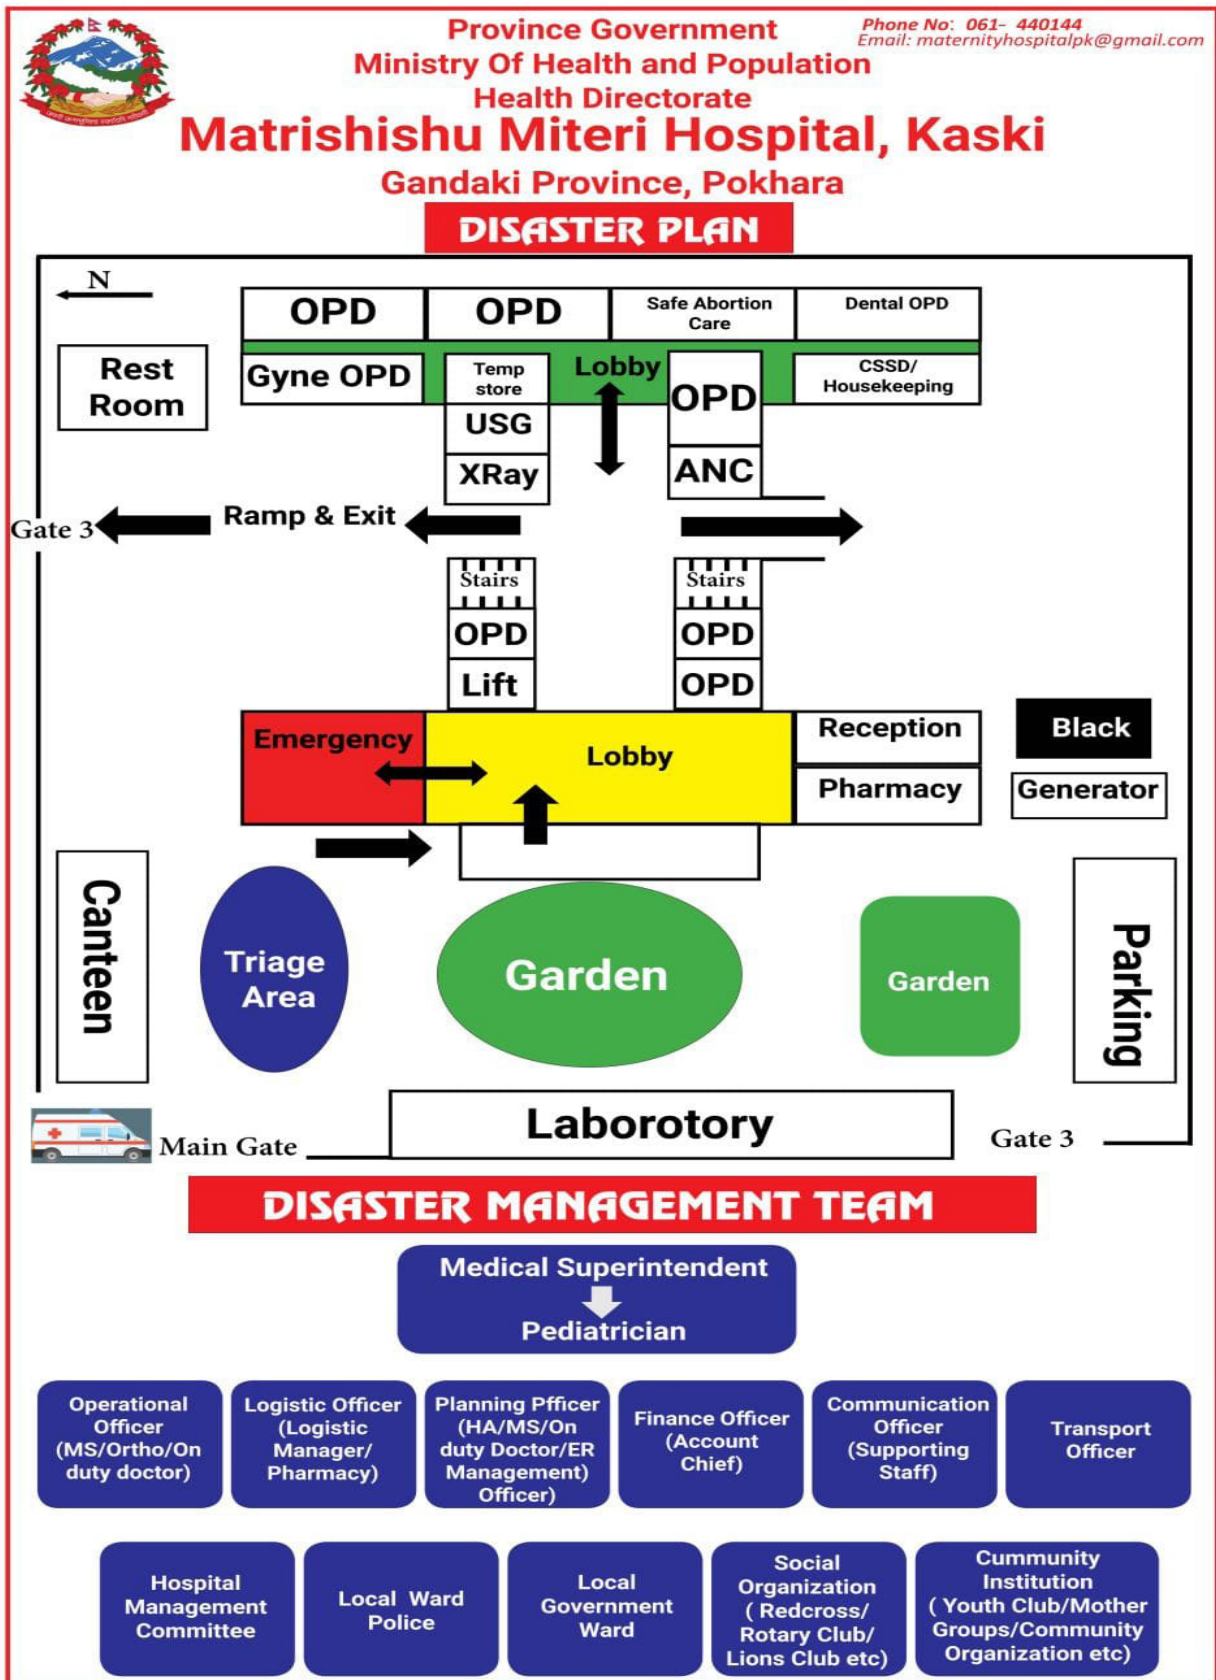 Province Government
Phone No: 061- 440144
Email: maternityhospitalpk@gmail.com
Ministry Of Health and Population
Health Directorate
Matrishishu Miteri Hospital, Kaski
Gandaki Province, Pokhara
DISASTER PLAN
N
OPD
OPD
Safe Abortion
Care
Dental OPD
Rest
Room
Gyne OPD
Temp
store
Lobby
OPD
CSSD/
Housekeeping
USG
XRay
ANC
Gate 3
Ramp & Exit
Stairs
Stairs
OPD
OPD
Lift
OPD
Emergency
Lobby
Reception
Black
Pharmacy
Generator
Canteen
Triage
Area
Garden
Garden
Parking
Laborotory
Main Gate
Gate 3
DISASTER MANAGEMENT TEAM
Medical Superintendent
Pediatrician
Operational
Officer
(MS/Ortho/On
duty doctor)
Logistic Officer
(Logistic
Manager/
Pharmacy)
Planning Pfficer
(HA/MS/On
duty Doctor/ER
Management)
Officer)
Finance Officer
(Account
Chief)
Communication
Officer
(Supporting
Staff)
Transport
Officer
Hospital
Management
Committee
Local Ward
Police
Local
Government
Ward
Social
Organization
( Redcross/
Rotary Club/
Lions Club etc)
Cummunity
Institution
( Youth Club/Mother
Groups/Community
Organization etc)